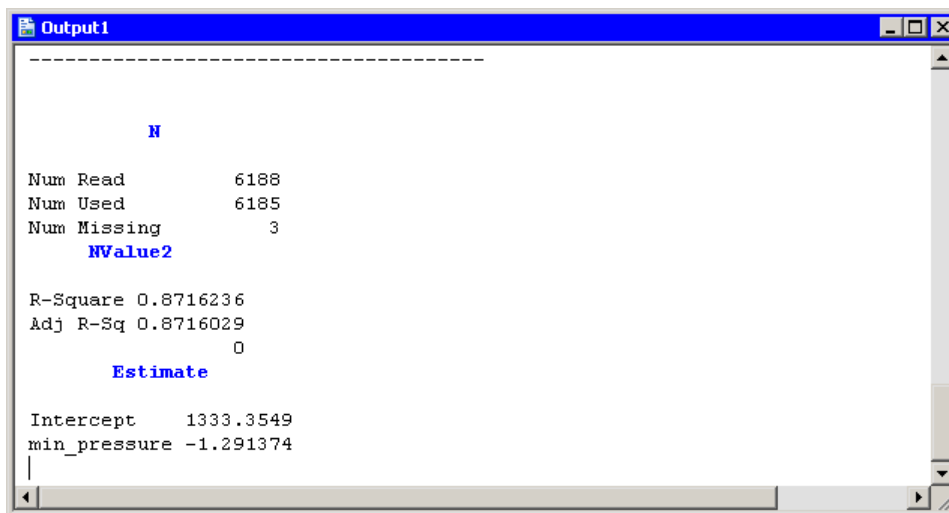 Output1
--------------------------------------
N
Num Read 6188
Num Used 6185
Num Missing 3
NValue2
R-Square 0.8716236
Adj R-Sq 0.8716029
0
Estimate
Intercept 1333.3549
min_pressure -1.291374